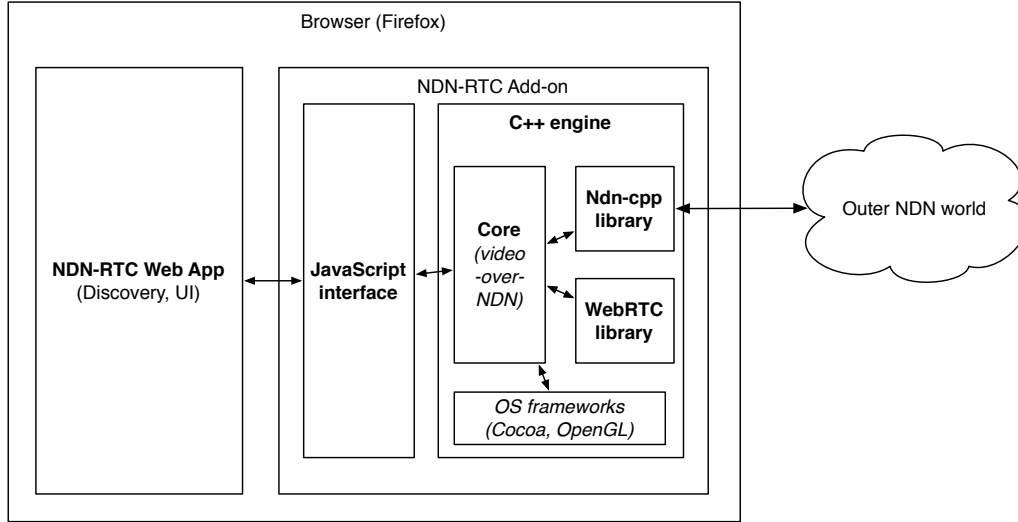 Browser (Firefox)
NDN-RTC Add-on
C++ engine
NDN-RTC Web App
(Discovery, UI)
JavaScript
interface
Core
(video
-over-
NDN)
Ndn-cpp
library
WebRTC
library
OS frameworks
(Cocoa, OpenGL)
Outer NDN world